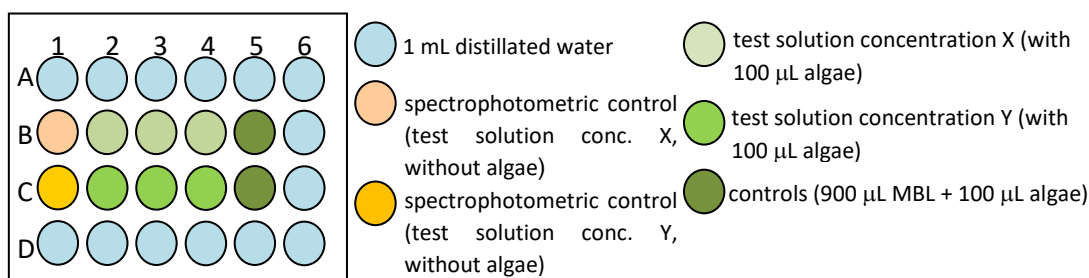 1 2 3 4 5 6
A
B
C
D
1 mL distillated water
spectrophotometric control
(test solution conc. X,
without algae)
spectrophotometric control
(test solution conc. Y,
without algae)
test solution concentration X (with
100 μL algae)
test solution concentration Y (with
100 μL algae)
controls (900 μL MBL + 100 μL algae)